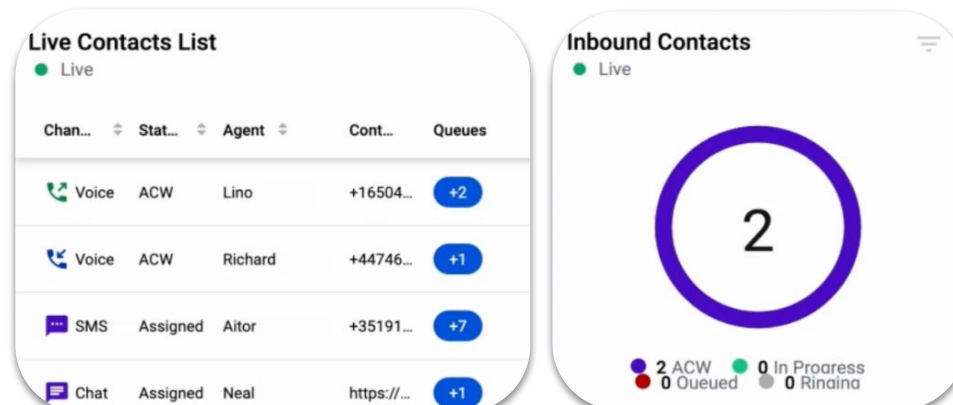 Live Contacts List
Live
Chan... Stat... Agent Cont... Queues
Voice ACW Lino +16504... +2
Voice ACW Richard +44746... +1
SMS Assigned Aitor +35191... +7
Chat Assigned Neal https://... +1
Inbound Contacts
Live
2
2 ACW 0 In Progress
0 Queued 0 Ringing